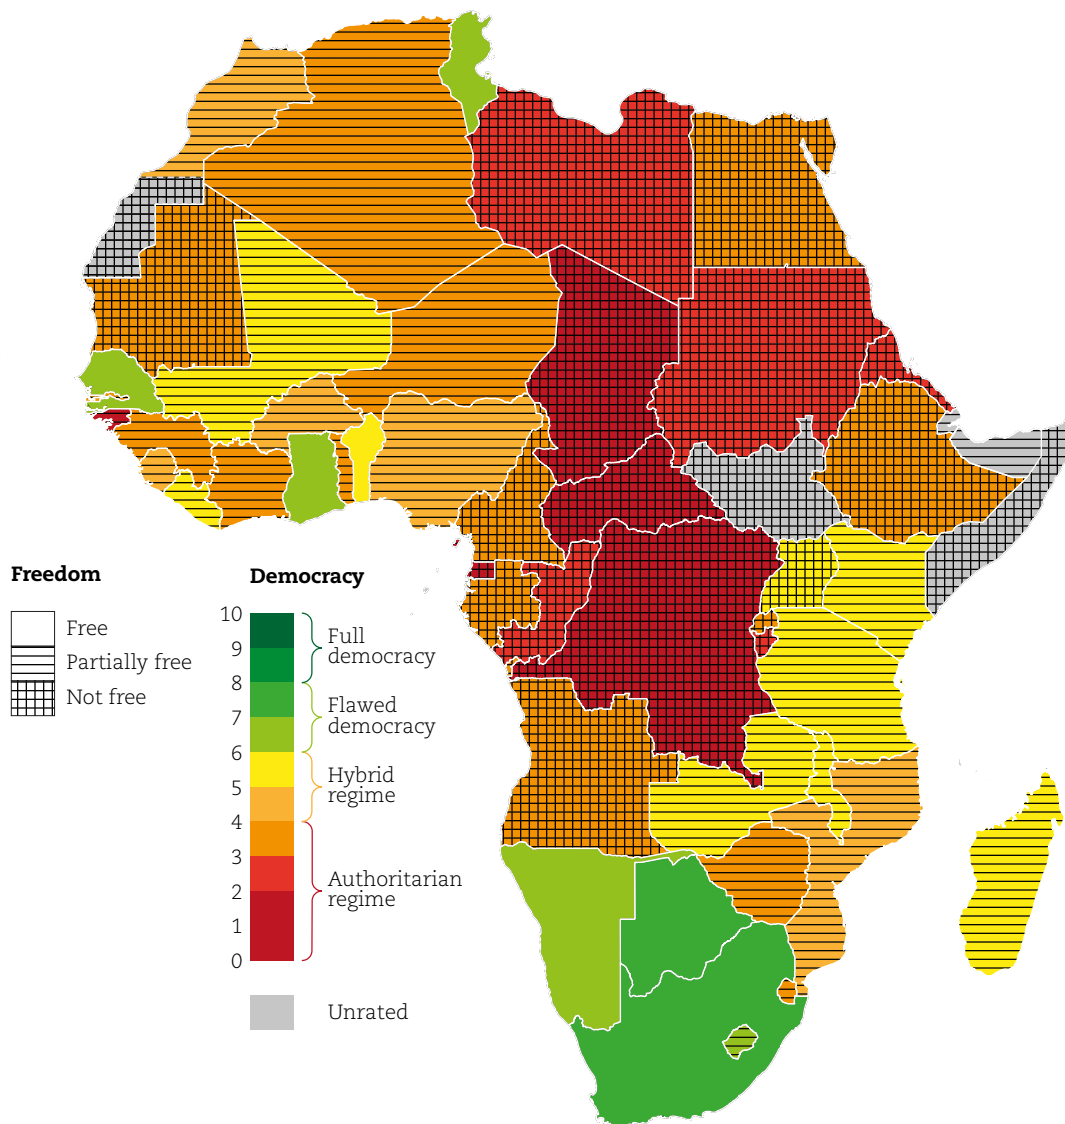 Freedom
Free
Partially free
Not free
Democracy
10
9
8
7
6
5
4
3
2
1
0
Full
democracy
Flawed
democracy
Hybrid
regime
Authoritarian
regime
Unrated